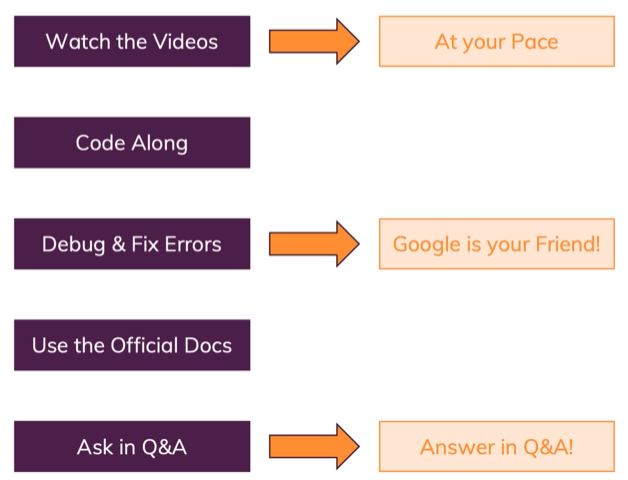 Watch the Videos
At your Pace
Code Along
Debug & Fix Errors
Google is your Friend!
Use the Official Docs
Ask in Q&A
Answer in Q&A!